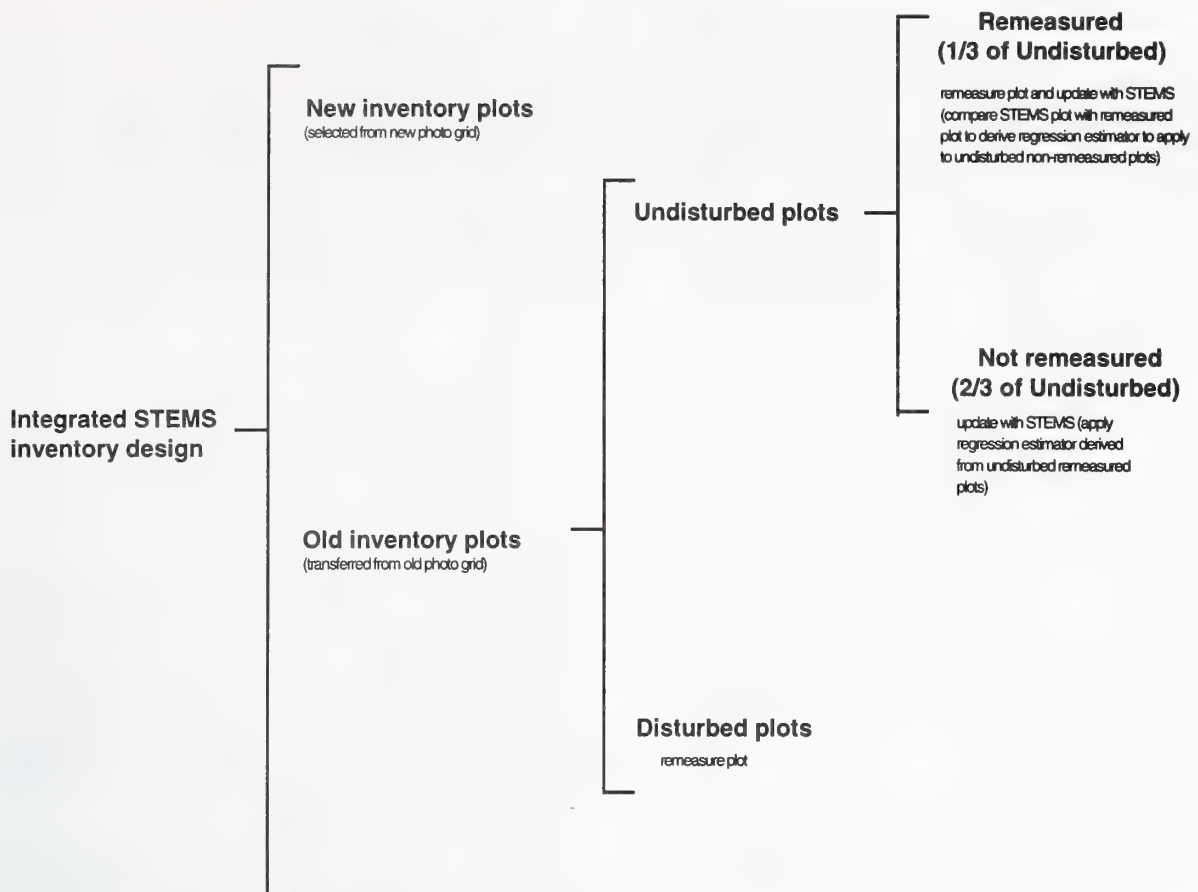 Integrated STEMS
inventory design
New inventory plots
(selected from new photo grid)
Old inventory plots
(transferred from old photo grid)
Undisturbed plots
Disturbed plots
remeasure plot
Remeasured
(1/3 of Undisturbed)
remeasure plot and update with STEMS
(compare STEMS plot with remeasured
plot to derive regression estimator to apply
to undisturbed non-remeasured plots)
Not remeasured
(2/3 of Undisturbed)
update with STEMS (apply
regression estimator derived
from undisturbed remeasured
plots)